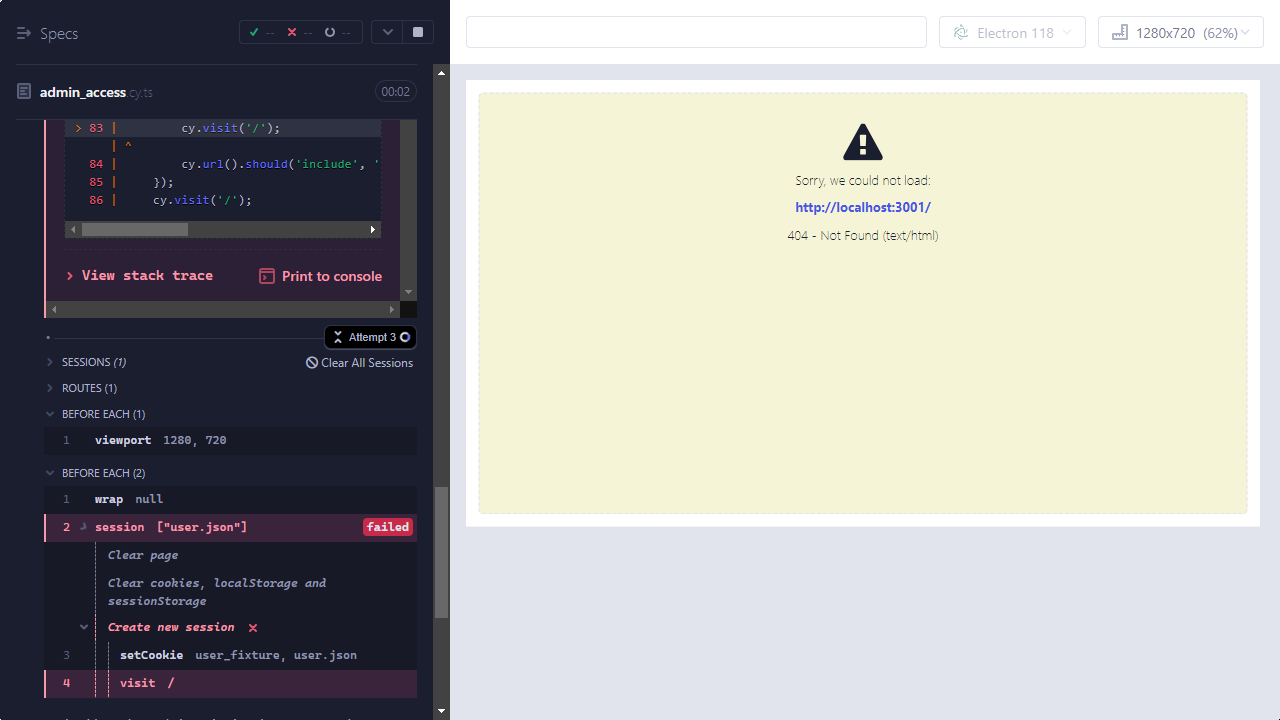 Specs
--
--
--
Electron 118
1280x720 (62%)
admin_access.cy.ts
00:02
> 83 | cy.visit('/');
| ^
84 | cy.url().should('include', '
85 | });
86 | cy.visit('/');
View stack trace
Print to console
Attempt 3
SESSIONS (1)
Clear All Sessions
ROUTES (1)
BEFORE EACH (1)
1 viewport 1280, 720
BEFORE EACH (2)
1 wrap null
2 session ["user.json"] failed
Clear page
Clear cookies, localStorage and
sessionStorage
Create new session
3 setCookie user_fixture, user.json
4 visit /
Sorry, we could not load:
http://localhost:3001/
404 - Not Found (text/html)